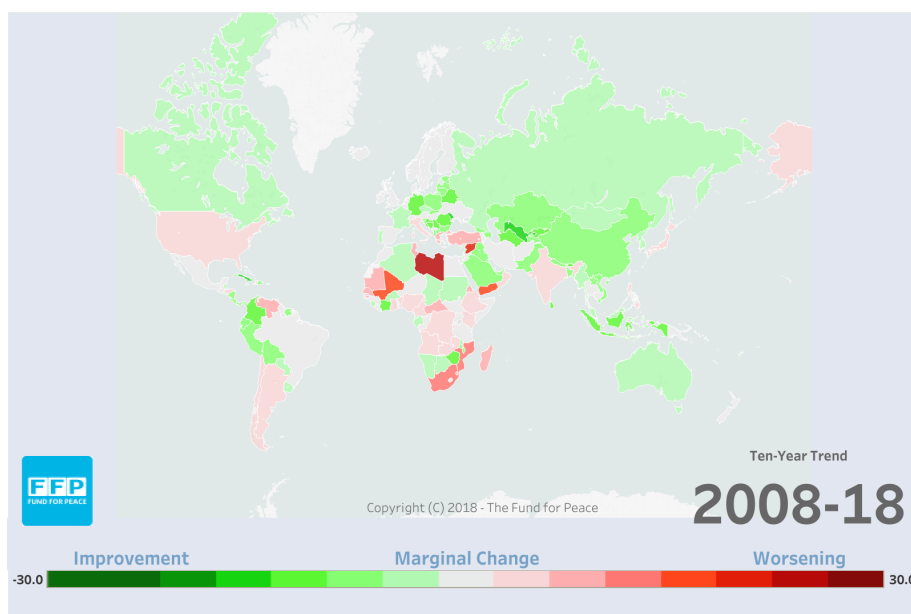 Ten-Year Trend
2008-18
FFP
FUND FOR PEACE
Copyright (C) 2018 - The Fund for Peace
Improvement Marginal Change Worsening
-30.0 30.0